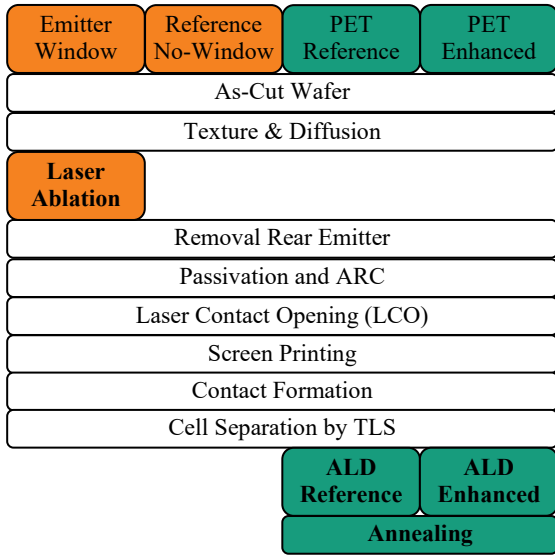 Emitter Window
Reference No-Window
PET Reference
PET Enhanced
As-Cut Wafer
Texture & Diffusion
Laser Ablation
Removal Rear Emitter
Passivation and ARC
Laser Contact Opening (LCO)
Screen Printing
Contact Formation
Cell Separation by TLS
ALD Reference
ALD Enhanced
Annealing